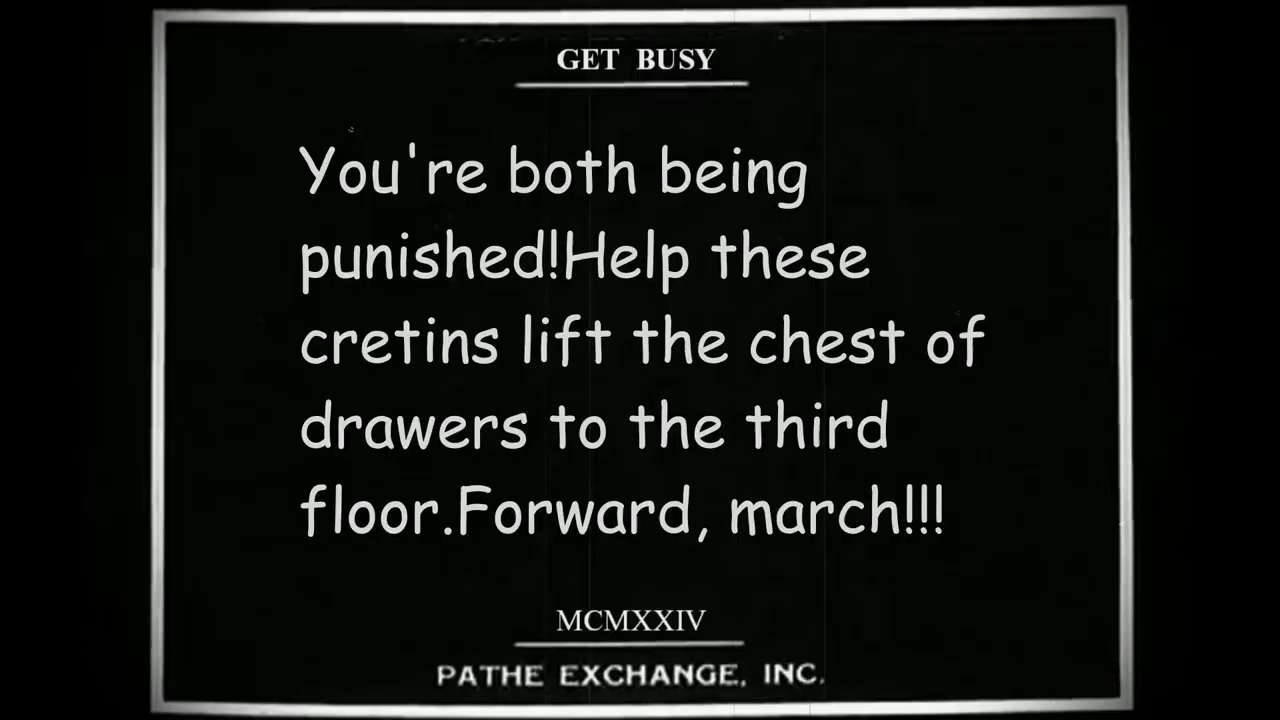 GET BUSY
You're both being
punished!Help these
cretins lift the chest of
drawers to the third
floor.Forward, march!!!
MCMXXIV
PATHE EXCHANGE, INC.